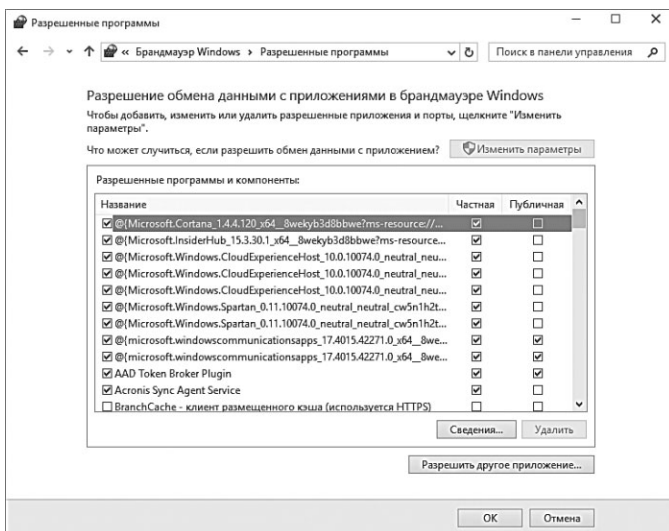 Разрешенные программы
« Брандмауэр Windows › Разрешенные программы
Поиск в панели управления
Разрешение обмена данными с приложениями в брандмауэре Windows
Чтобы добавить, изменить или удалить разрешенные приложения и порты, щелкните "Изменить
параметры".
Что может случиться, если разрешить обмен данными с приложением? Изменить параметры
Разрешенные программы и компоненты:
Название Частная Публичная
@{Microsoft.Cortana_1.4.4.120_x64__8wekyb3d8bbwe?ms-resource://...
@{Microsoft.InsiderHub_15.3.30.1_x64__8wekyb3d8bbwe?ms-resource...
@{Microsoft.Windows.CloudExperienceHost_10.0.10074.0_neutral_neu...
@{Microsoft.Windows.CloudExperienceHost_10.0.10074.0_neutral_neu...
@{Microsoft.Windows.CloudExperienceHost_10.0.10074.0_neutral_neu...
@{Microsoft.Windows.Spartan_0.11.10074.0_neutral_neutral_cw5n1h2t...
@{Microsoft.Windows.Spartan_0.11.10074.0_neutral_neutral_cw5n1h2t...
@{microsoft.windowscommunicationsapps_17.4015.42271.0_x64__8we...
@{microsoft.windowscommunicationsapps_17.4015.42271.0_x64__8we...
AAD Token Broker Plugin
Acronis Sync Agent Service
BranchCache - клиент размещенного кэша (используется HTTPS)
Сведения... Удалить
Разрешить другое приложение...
OK Отмена